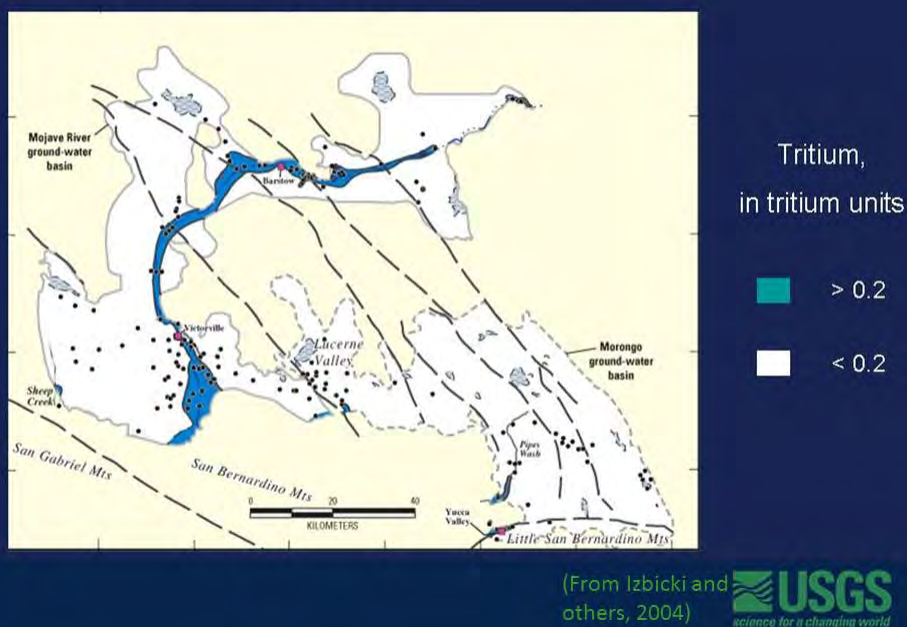 Mojave River
ground-water
basin
Barstow
Victorville
Lucerne
Valley
Morongo
ground-water
basin
Sheep
Creek
San Gabriel Mts
San Bernardino Mts
Pipes
Wash
0 20 40
KILOMETERS
Yucca
Valley
Little San Bernardino Mts
Tritium,
in tritium units
> 0.2
< 0.2
(From Izbicki and
others, 2004)
USGS
science for a changing world